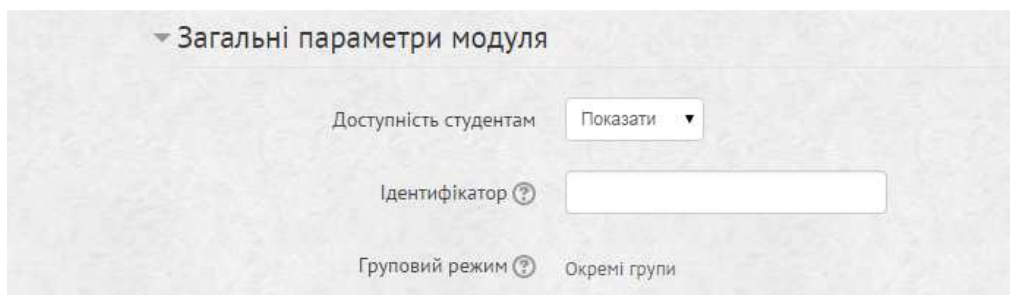 Загальні параметри модуля
Доступність студентам Показати
Ідентифікатор
Груповий режим Окремі групи